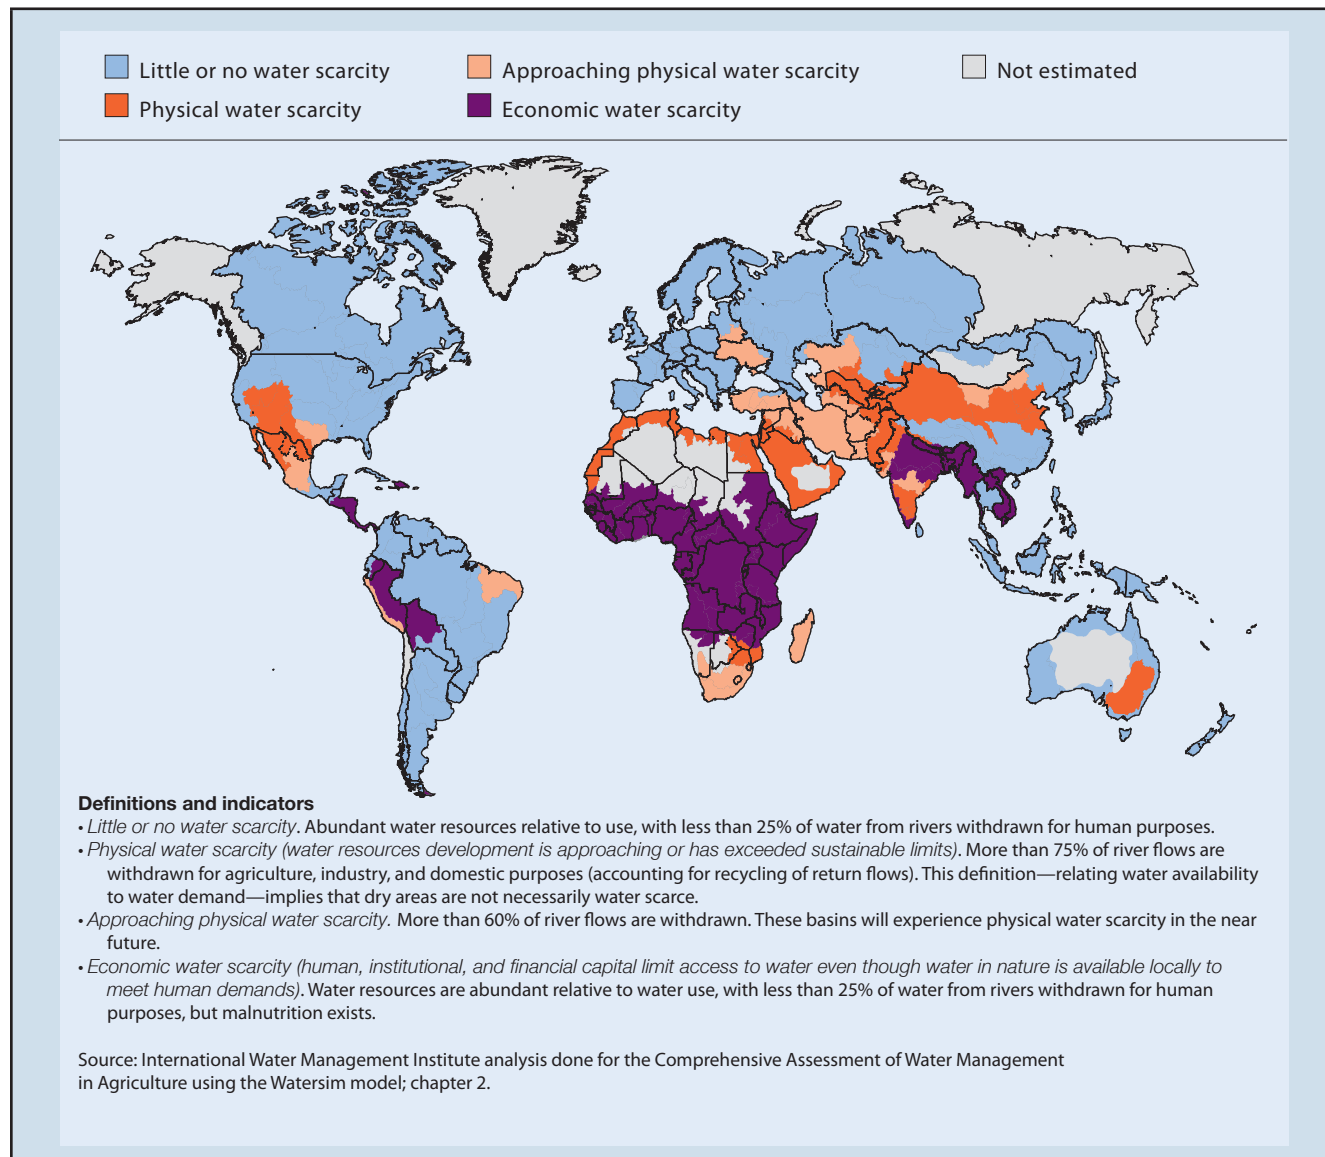 Little or no water scarcity
Approaching physical water scarcity
Not estimated
Physical water scarcity
Economic water scarcity
Definitions and indicators
• Little or no water scarcity. Abundant water resources relative to use, with less than 25% of water from rivers withdrawn for human purposes.
• Physical water scarcity (water resources development is approaching or has exceeded sustainable limits). More than 75% of river flows are
withdrawn for agriculture, industry, and domestic purposes (accounting for recycling of return flows). This definition—relating water availability
to water demand—implies that dry areas are not necessarily water scarce.
• Approaching physical water scarcity. More than 60% of river flows are withdrawn. These basins will experience physical water scarcity in the near
future.
• Economic water scarcity (human, institutional, and financial capital limit access to water even though water in nature is available locally to
meet human demands). Water resources are abundant relative to water use, with less than 25% of water from rivers withdrawn for human
purposes, but malnutrition exists.
Source: International Water Management Institute analysis done for the Comprehensive Assessment of Water Management
in Agriculture using the Watersim model; chapter 2.